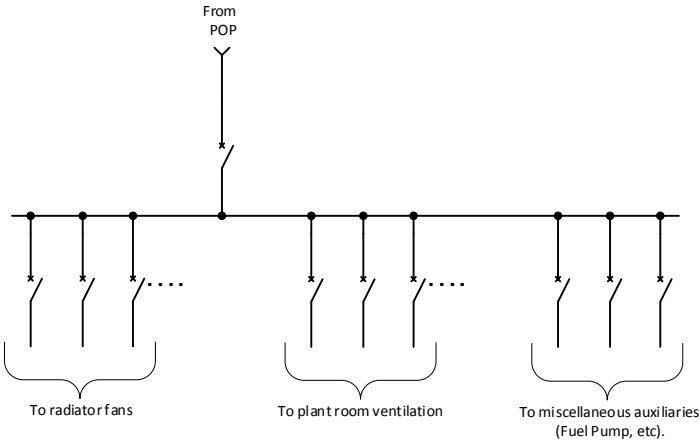 From
POP
To radiator fans
To plant room ventilation
To miscellaneous auxiliaries
(Fuel Pump, etc).